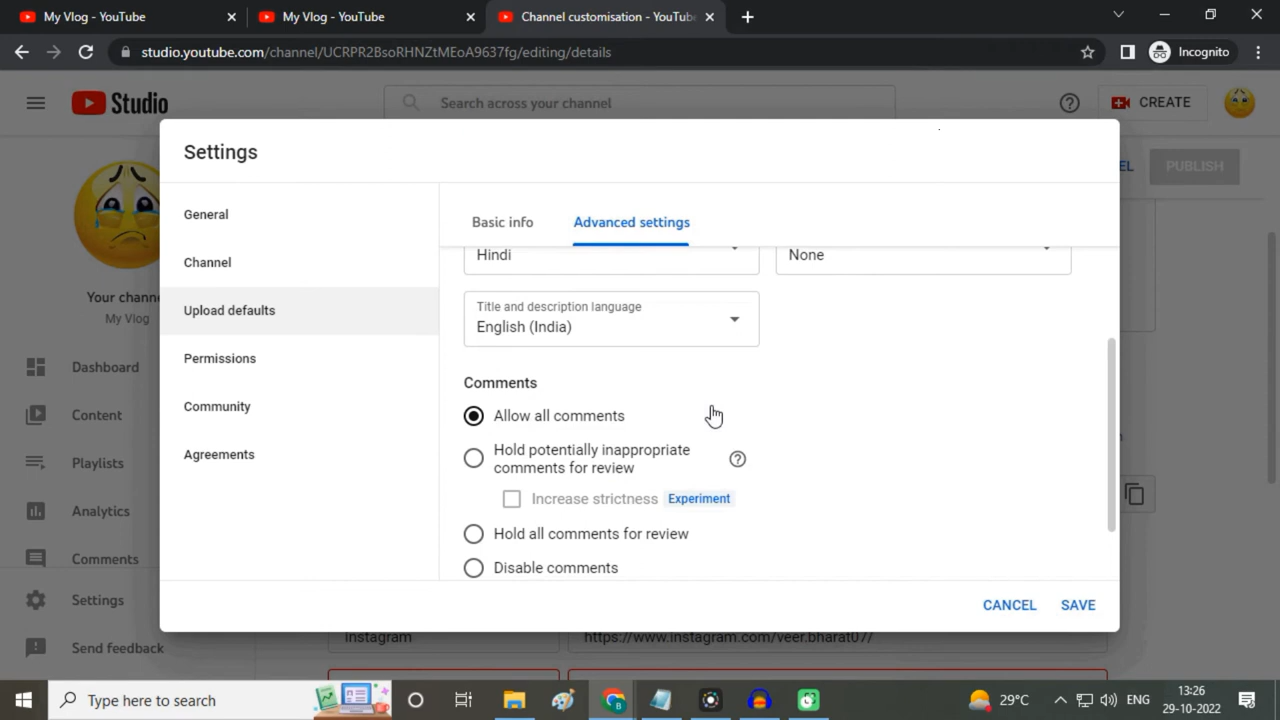 My Vlog - YouTube
My Vlog - YouTube
Channel customisation - YouTube
studio.youtube.com/channel/UCRPR2BsoRHNZtMEoA9637fg/editing/details
Incognito
Studio
Search across your channel
CREATE
Settings
PUBLISH
General
Basic info
Advanced settings
Channel
Hindi
None
Upload defaults
Title and description language
English (India)
Your chann
My Vlog
Permissions
Dashboard
Comments
Community
Allow all comments
Content
Hold potentially inappropriate
comments for review
Agreements
Playlists
Increase strictness Experiment
Analytics
Hold all comments for review
Comments
Disable comments
Settings
CANCEL
SAVE
Instagram
https://www.instagram.com/veer.bharat077
Send feedback
Type here to search
29°C
ENG
13:26
29-10-2022